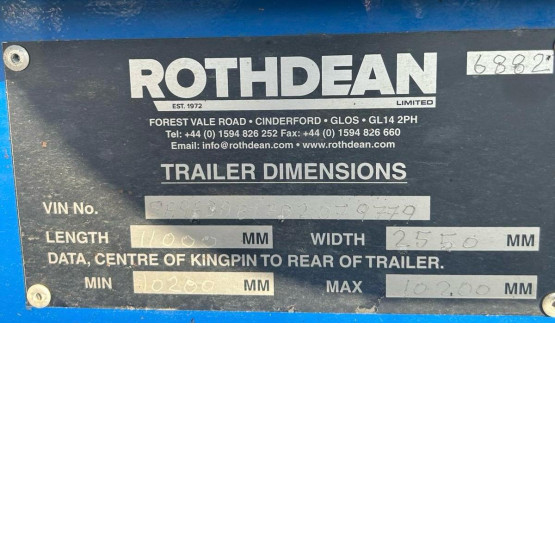 ROTHDEAN
6882
EST. 1972 LIMITED
FOREST VALE ROAD • CINDERFORD • GLOS • GL14 2PH
Tel: +44 (0) 1594 826 252 Fax: +44 (0) 1594 826 660
Email: info@rothdean.com • www.rothdean.com
TRAILER DIMENSIONS
VIN No.
LENGTH 11000 MM WIDTH 2550 MM
DATA, CENTRE OF KINGPIN TO REAR OF TRAILER.
MIN 10200 MM MAX 10200 MM